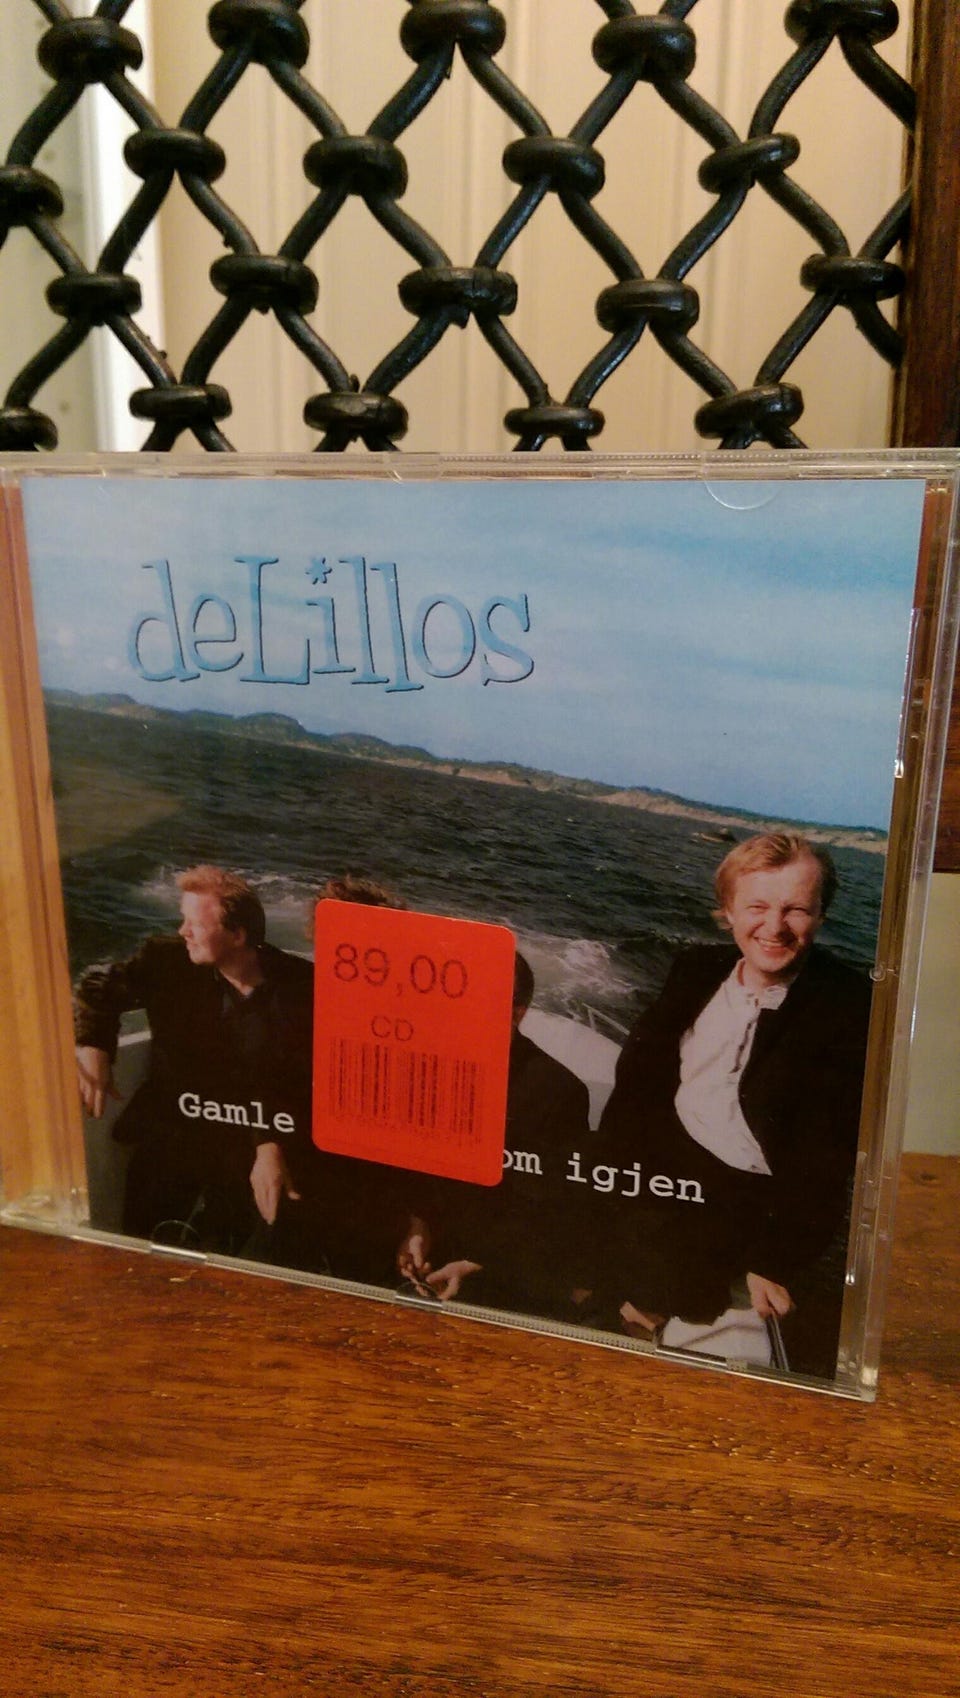 deLillos
89,00
CD
Gamle
om igjen